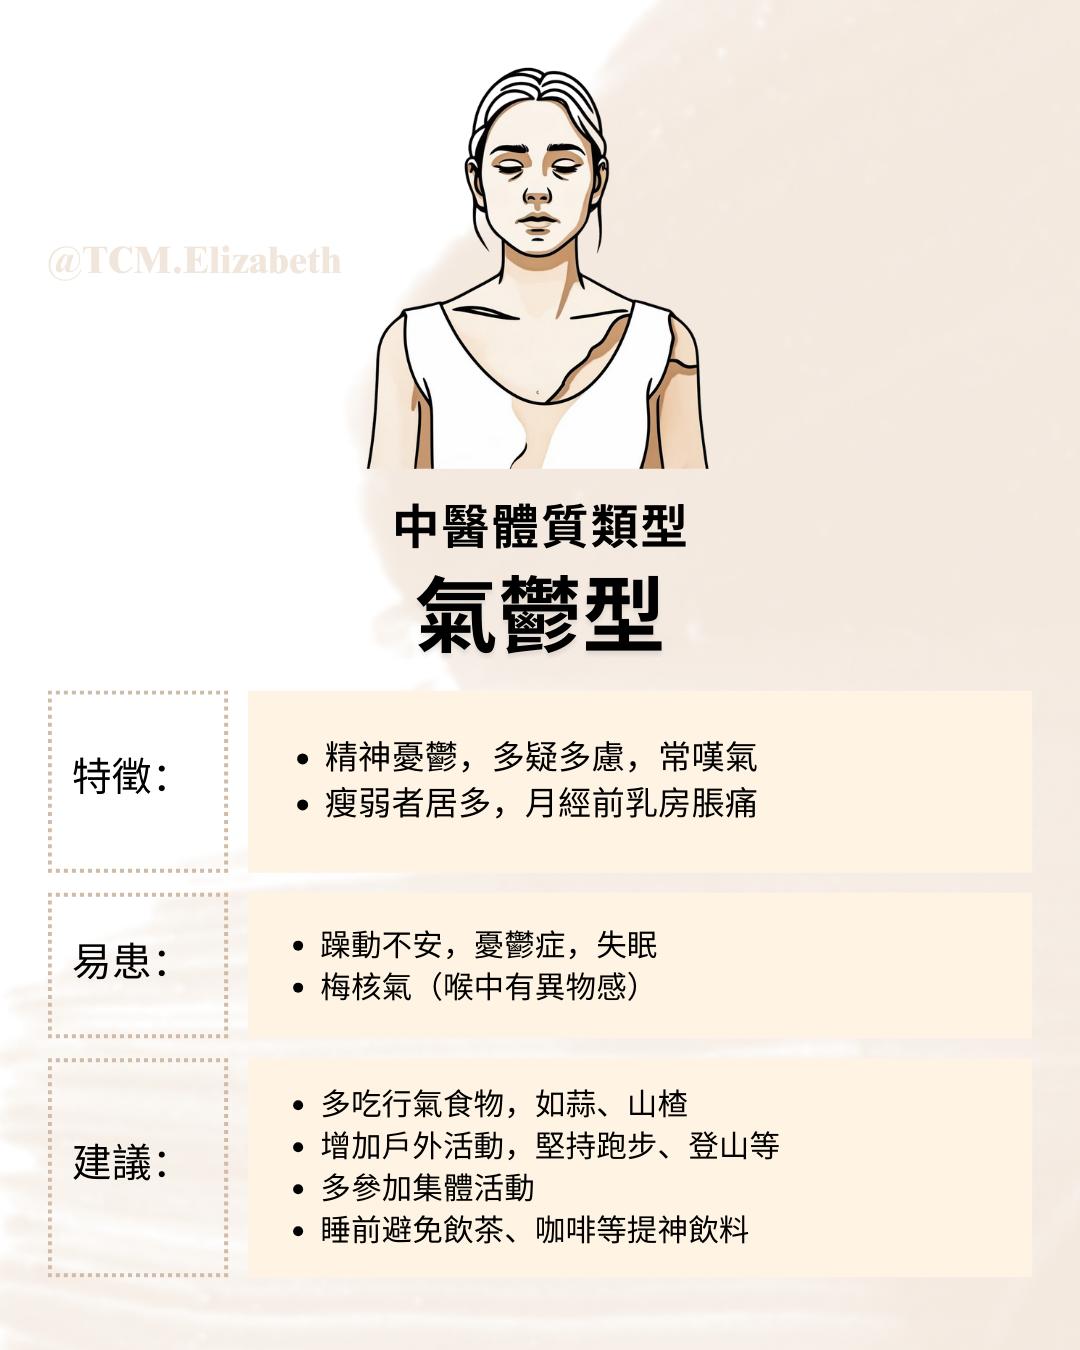 @TCM.Elizabeth
中醫體質類型
氣鬱型
特徵：
• 精神憂鬱，多疑多慮，常嘆氣
• 瘦弱者居多，月經前乳房脹痛
易患：
• 躁動不安，憂鬱症，失眠
• 梅核氣（喉中有異物感）
建議：
• 多吃行氣食物，如蒜、山楂
• 增加戶外活動，堅持跑步、登山等
• 多參加集體活動
• 睡前避免飲茶、咖啡等提神飲料